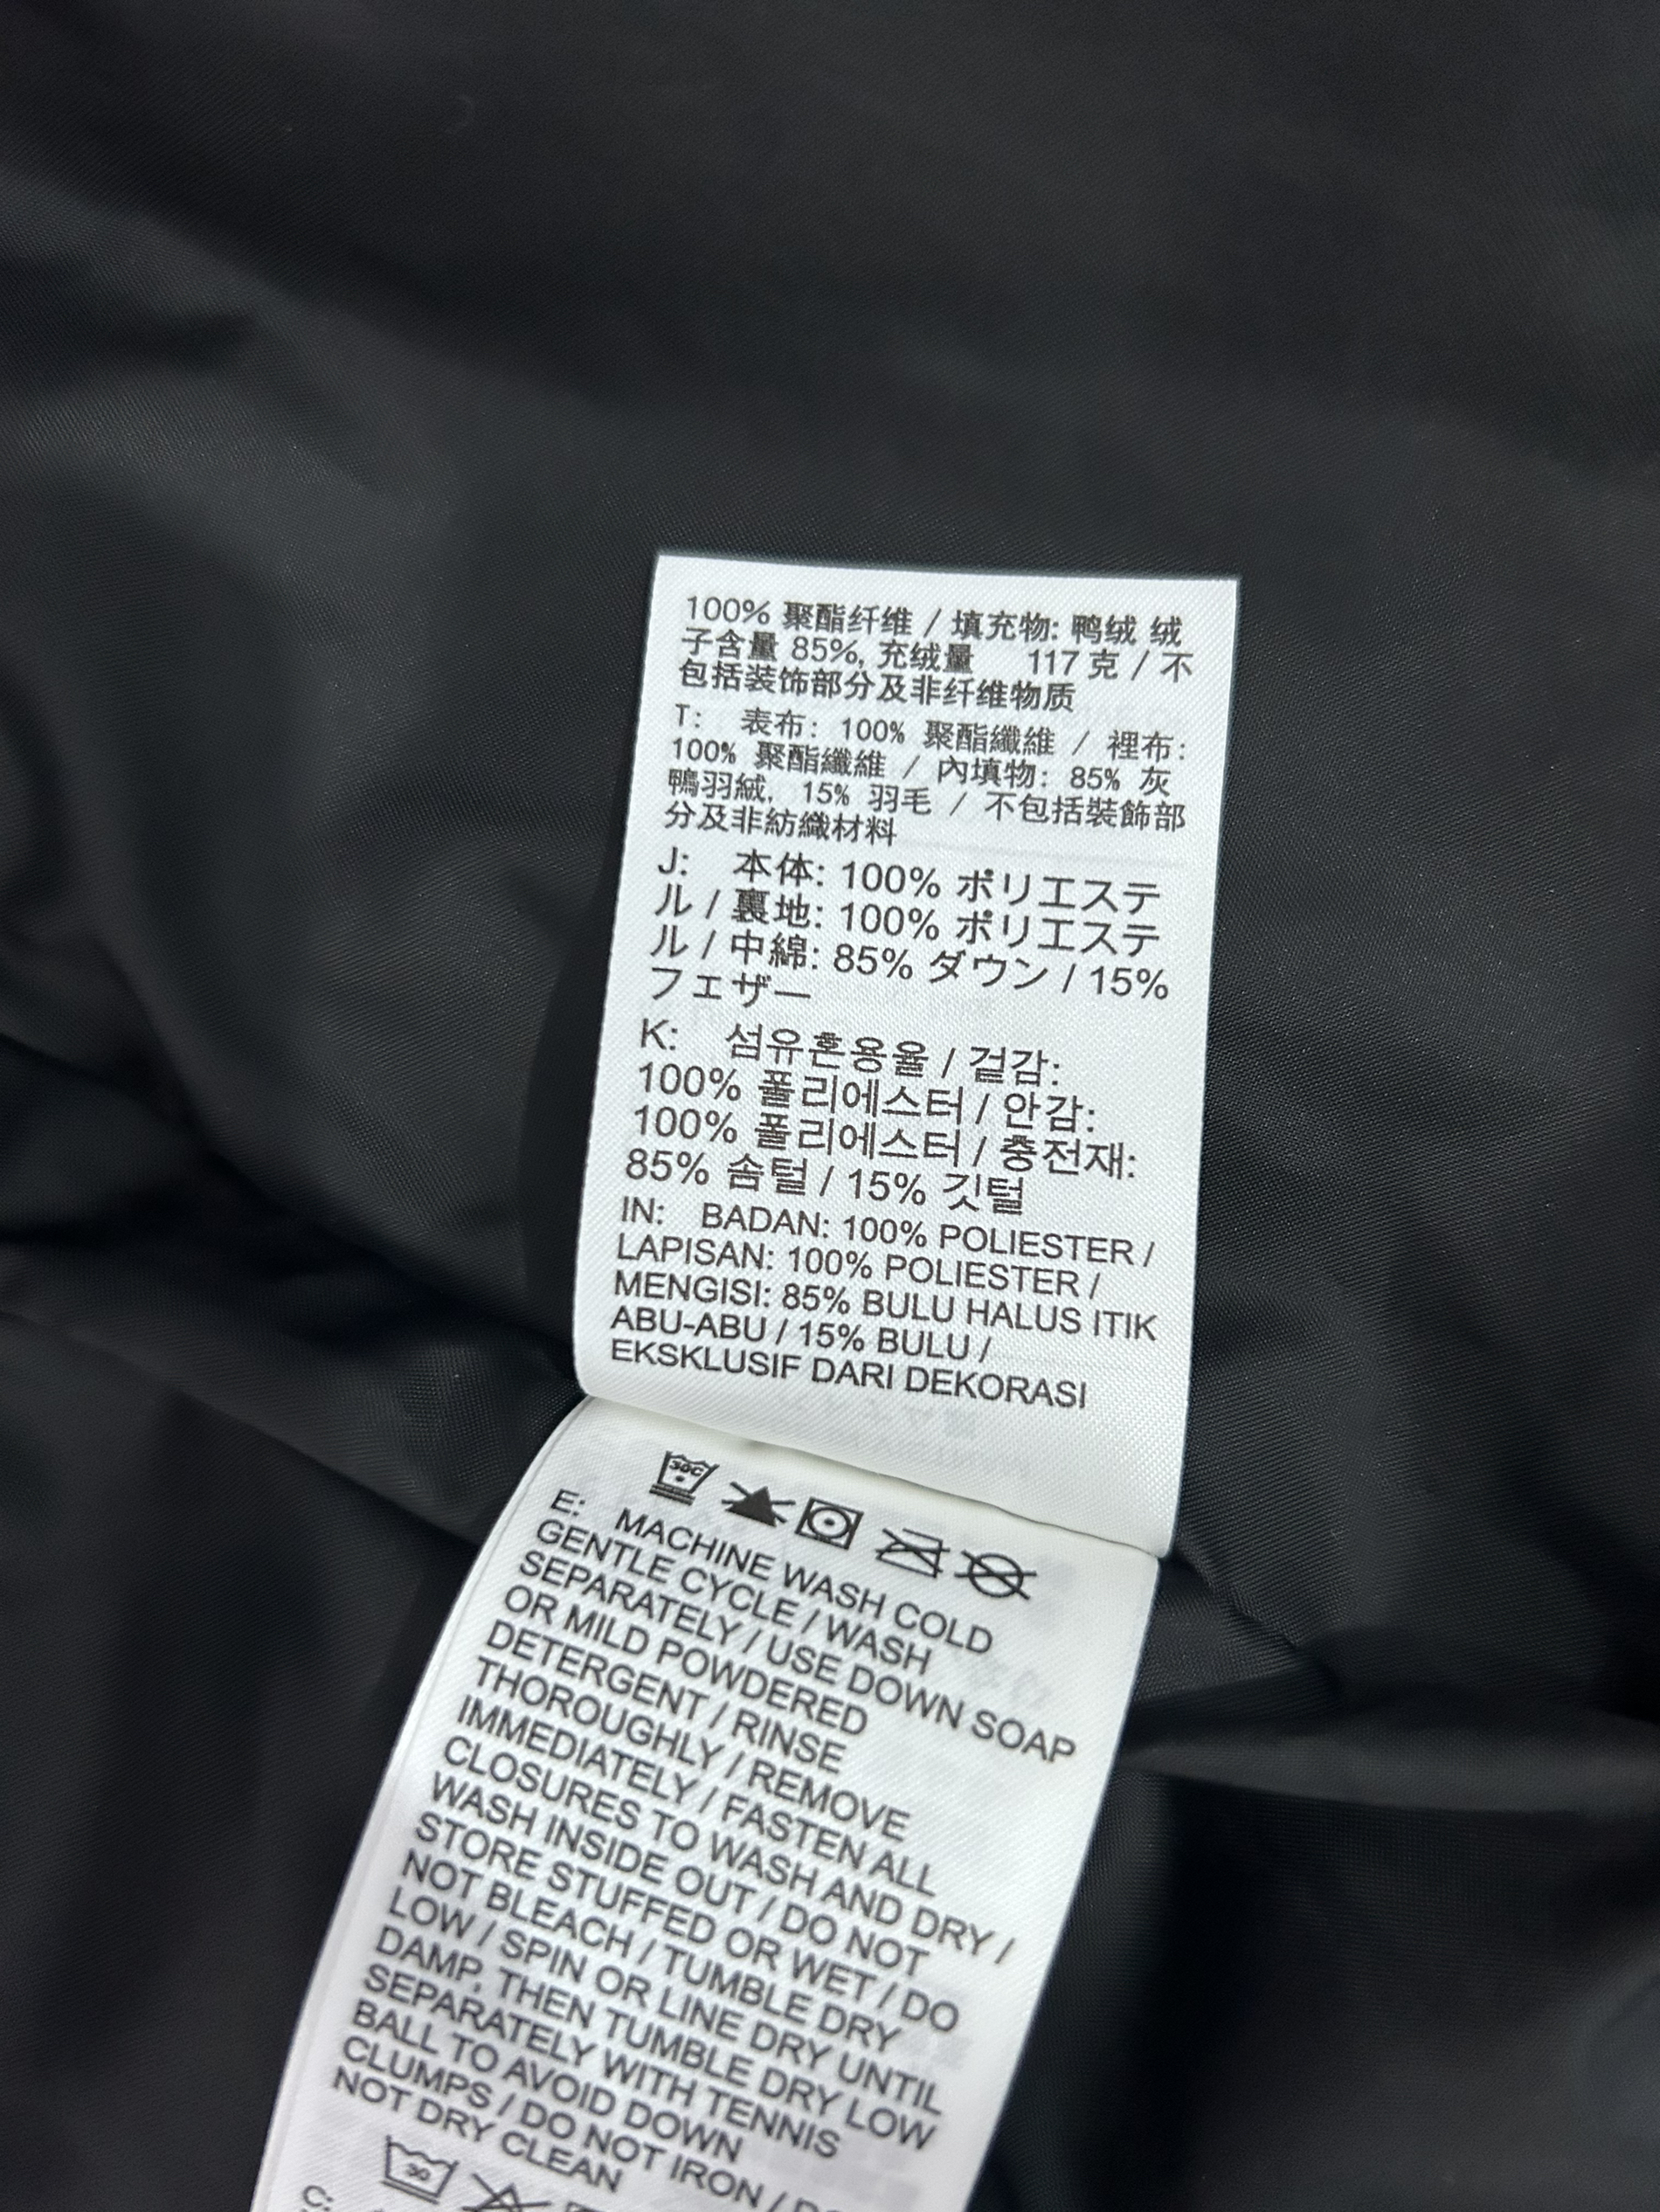 100% 聚酯纤维 / 填充物: 鸭绒 绒
子含量 85%, 充绒量 117 克 / 不
包括装饰部分及非纤维物质
T: 表布: 100% 聚酯纖維 / 裡布:
100% 聚酯纖維 / 內填物: 85% 灰
鴨羽絨, 15% 羽毛 / 不包括裝飾部
分及非紡織材料
J: 本体: 100% ポリエステ
ル / 裏地: 100% ポリエステ
ル / 中綿: 85% ダウン / 15%
フェザー
K: 섬유혼용율 / 겉감:
100% 폴리에스터 / 안감:
100% 폴리에스터 / 충전재:
85% 솜털 / 15% 깃털
IN: BADAN: 100% POLIESTER /
LAPISAN: 100% POLIESTER /
MENGISI: 85% BULU HALUS ITIK
ABU-ABU / 15% BULU /
EKSKLUSIF DARI DEKORASI
30C
E: MACHINE WASH COLD
GENTLE CYCLE / WASH
SEPARATELY / USE DOWN SOAP
OR MILD POWDERED
DETERGENT / RINSE
THOROUGHLY / REMOVE
IMMEDIATELY / FASTEN ALL
CLOSURES TO WASH AND DRY /
WASH INSIDE OUT / DO NOT
STORE STUFFED OR WET / DO
NOT BLEACH / TUMBLE DRY
LOW / SPIN OR LINE DRY UNTIL
DAMP, THEN TUMBLE DRY LOW
SEPARATELY WITH TENNIS
BALL TO AVOID DOWN
CLUMPS / DO NOT IRON / DO
NOT DRY CLEAN
30
C: